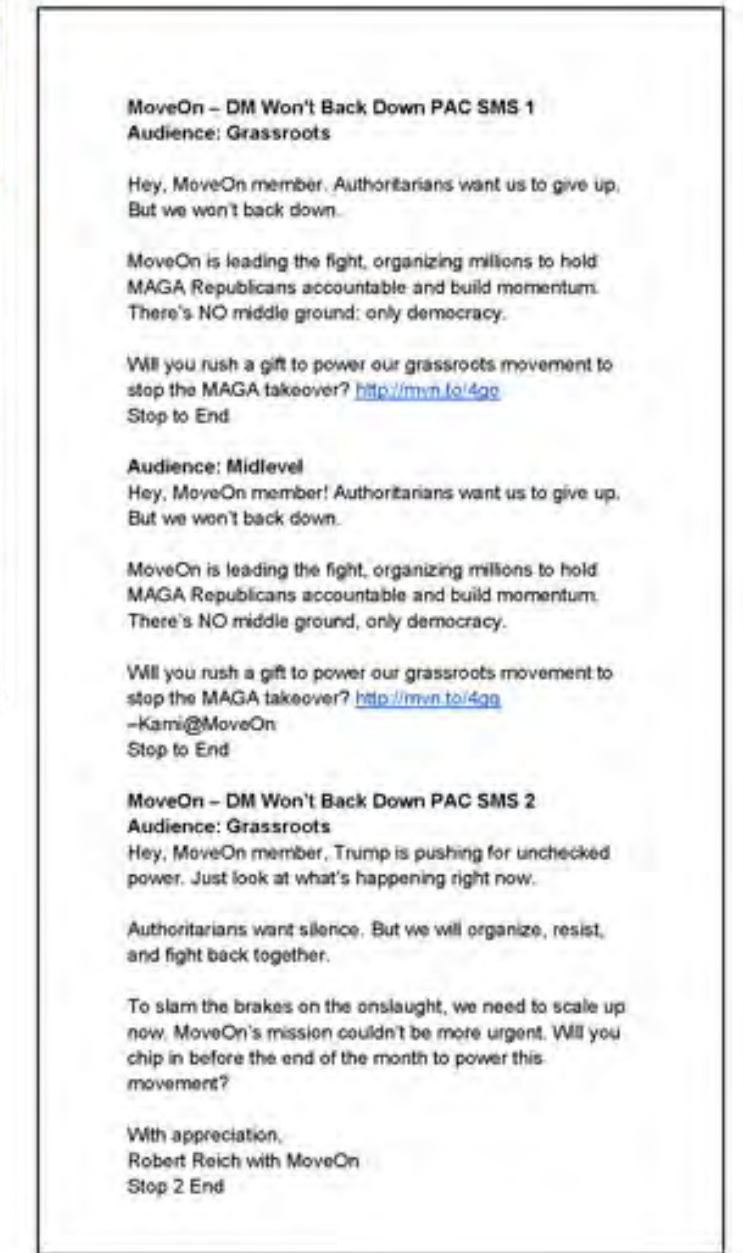 MoveOn – DM Won't Back Down PAC SMS 1
Audience: Grassroots
Hey, MoveOn member. Authoritarians want us to give up.
But we won't back down.
MoveOn is leading the fight, organizing millions to hold
MAGA Republicans accountable and build momentum.
There's NO middle ground: only democracy.
Will you rush a gift to power our grassroots movement to
stop the MAGA takeover?
Stop to End
Audience: Midlevel
Hey, MoveOn member! Authoritarians want us to give up.
But we won't back down.
MoveOn is leading the fight, organizing millions to hold
MAGA Republicans accountable and build momentum.
There's NO middle ground, only democracy.
Will you rush a gift to power our grassroots movement to
stop the MAGA takeover?
–Kami@MoveOn
Stop to End
MoveOn – DM Won't Back Down PAC SMS 2
Audience: Grassroots
Hey, MoveOn member, Trump is pushing for unchecked
power. Just look at what's happening right now.
Authoritarians want silence. But we will organize, resist,
and fight back together.
To slam the brakes on the onslaught, we need to scale up
now. MoveOn's mission couldn't be more urgent. Will you
chip in before the end of the month to power this
movement?
With appreciation,
Robert Reich with MoveOn
Stop 2 End